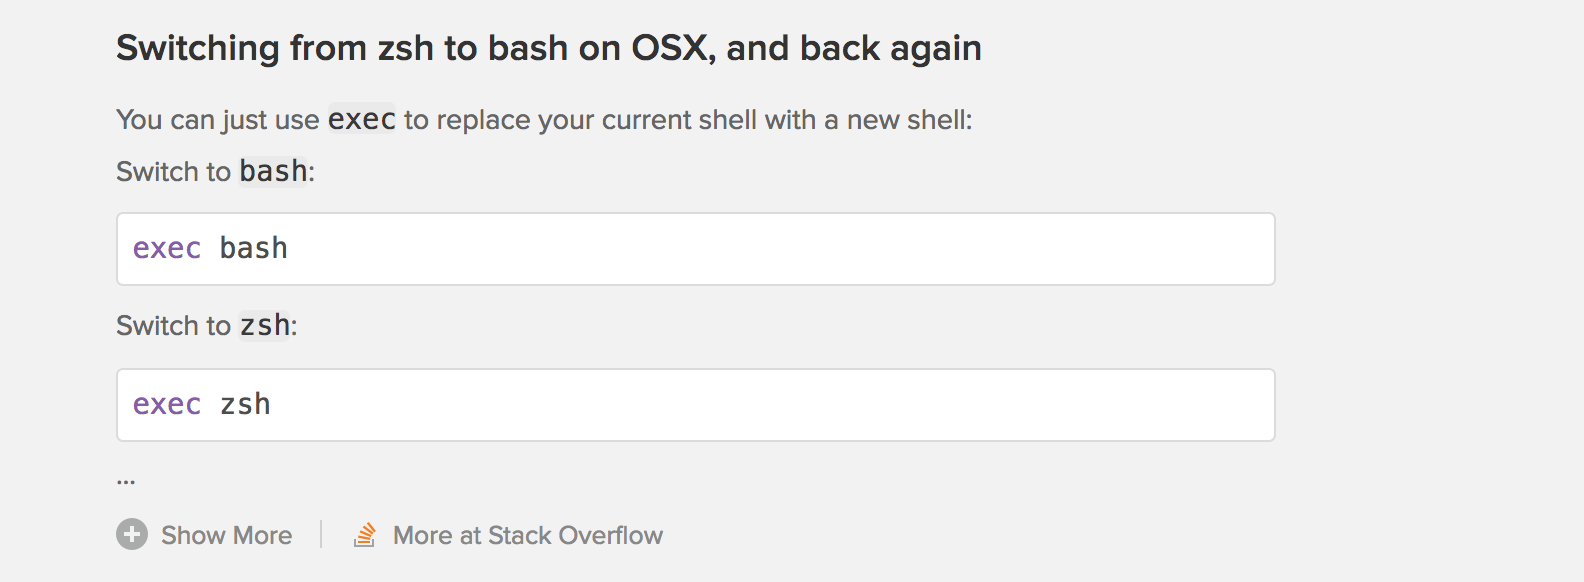 Switching from zsh to bash on OSX, and back again
You can just use exec to replace your current shell with a new shell:
Switch to bash:
exec bash
Switch to zsh:
exec zsh
...
Show More
More at Stack Overflow